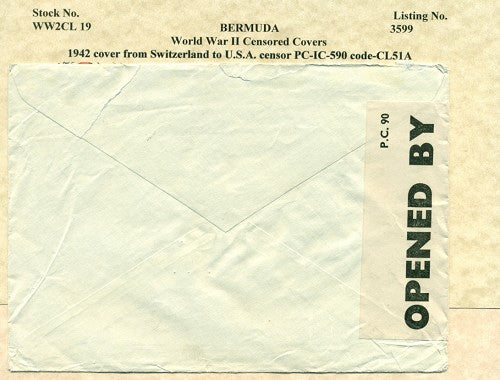 Stock No.
WW2CL 19
BERMUDA
Listing No.
World War II Censored Covers
3599
1942 cover from Switzerland to U.S.A. censor PC-IC-590 code-CL51A
P.C. 90
OPENED BY